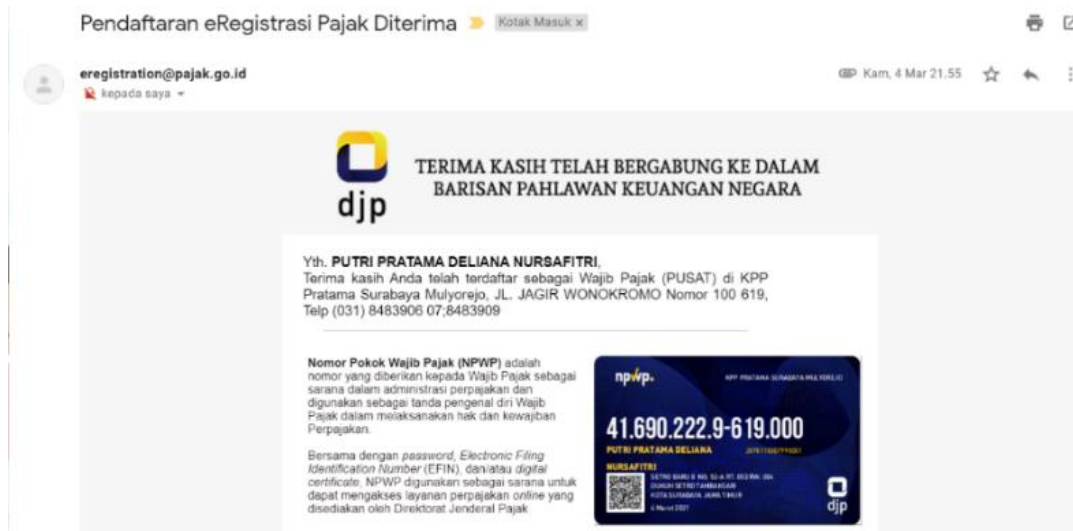 Pendaftaran eRegistrasi Pajak Diterima Kotak Masuk x
eregistration@pajak.go.id
Kam, 4 Mar 21.55
kepada saya
djp
TERIMA KASIH TELAH BERGABUNG KE DALAM
BARISAN PAHLAWAN KEUANGAN NEGARA
Yth. PUTRI PRATAMA DELIANA NURSAFITRI,
Terima kasih Anda telah terdaftar sebagai Wajib Pajak (PUSAT) di KPP
Pratama Surabaya Mulyorejo, JL. JAGIR WONOKROMO Nomor 100 619,
Telp (031) 8483906 07;8483909
Nomor Pokok Wajib Pajak (NPWP) adalah
nomor yang diberikan kepada Wajib Pajak sebagai
sarana dalam administrasi perpajakan dan
digunakan sebagai tanda pengenal diri Wajib
Pajak dalam melaksanakan hak dan kewajiban
Perpajakan.
Bersama dengan password, Electronic Filing
Identification Number (EFIN), dan/atau digital
certificate, NPWP digunakan sebagai sarana untuk
dapat mengakses layanan perpajakan online yang
disediakan oleh Direktorat Jenderal Pajak
npwp.
KPP PRATAMA SURABAYA MULYOREJO
41.690.222.9-619.000
PUTRI PRATAMA DELIANA
NURSAFITRI
KOTA SURABAYA JAWA TIMUR
4 Maret 2021
djp